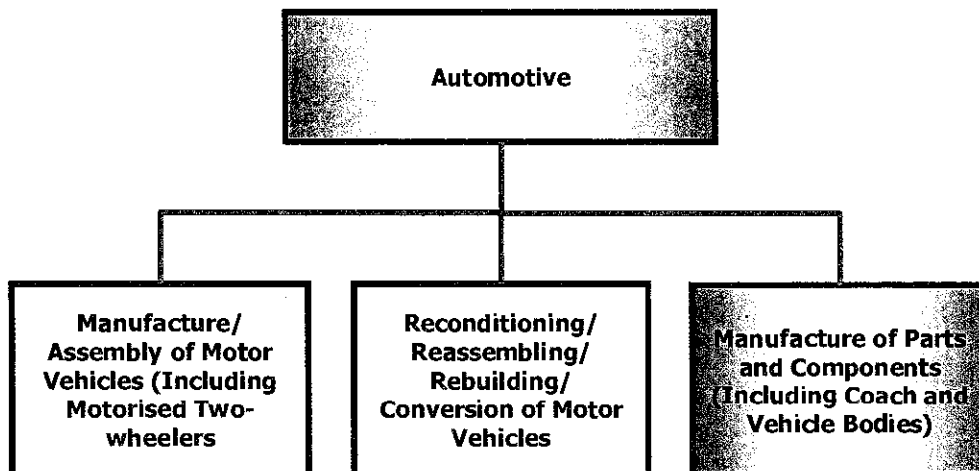 Automotive
Manufacture/
Assembly of Motor
Vehicles (Including
Motorised Two-
wheelers
Reconditioning/
Reassembling/
Rebuilding/
Conversion of Motor
Vehicles
Manufacture of Parts
and Components
(Including Coach and
Vehicle Bodies)